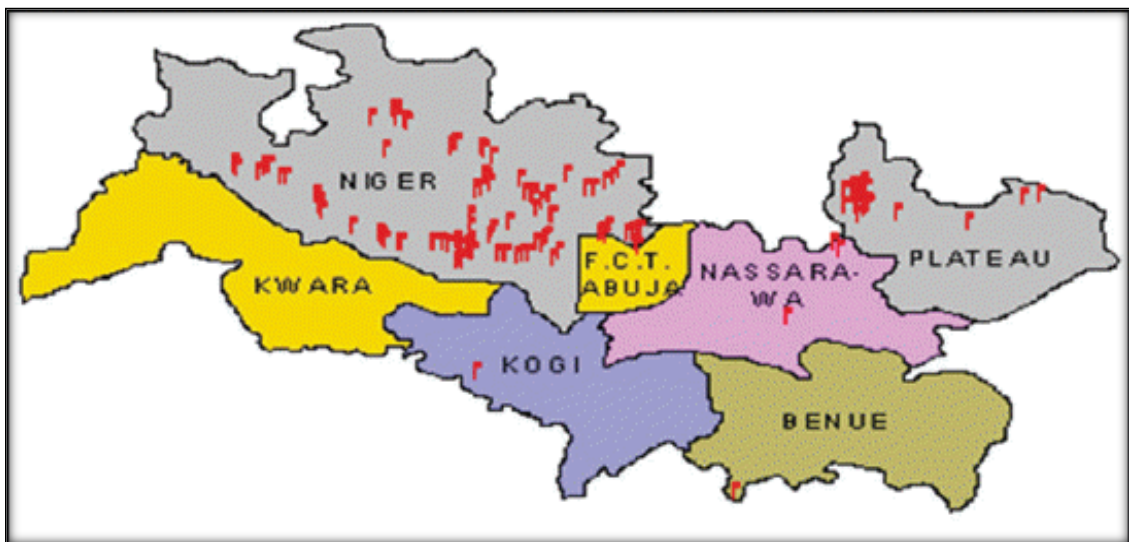 NIGER
F.C.T.
ABUJA
NASSARA-
WA
PLATEAU
KWARA
KOGI
BENUE